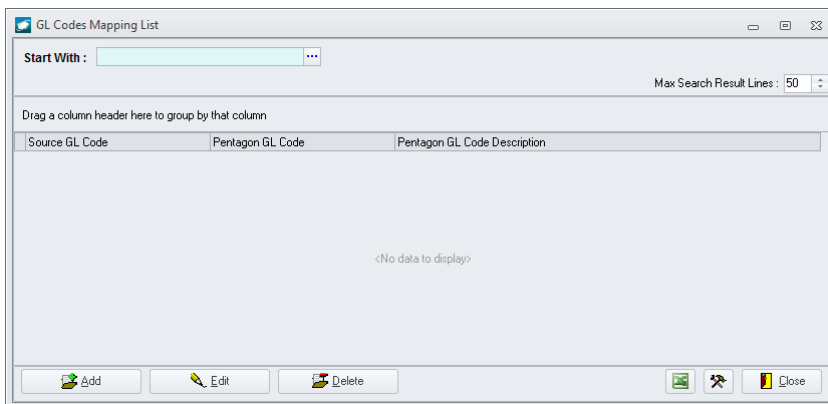 GL Codes Mapping List
Start With :
Max Search Result Lines : 50
Drag a column header here to group by that column
Source GL Code Pentagon GL Code Pentagon GL Code Description
<No data to display>
Add Edit Delete Close